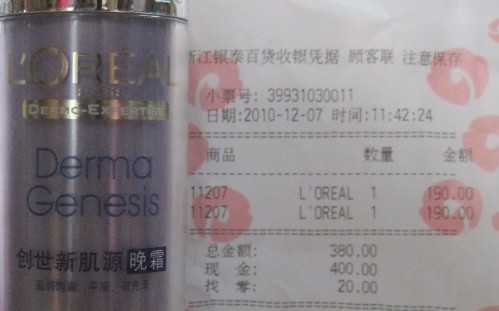 L'ORÉAL
PARIS
DERMO-EXPERTISE
Derma
Genesis
创世新肌源 晚霜
浙江银泰百货收银凭据 顾客联 注意保存
小票号: 39931030011
日期:2010-12-07 时间:11:42:24
商品 数量 金额
11207 L'OREAL 1 190.00
11207 L'OREAL 1 190.00
总金额: 380.00
现 金: 400.00
找 零: 20.00